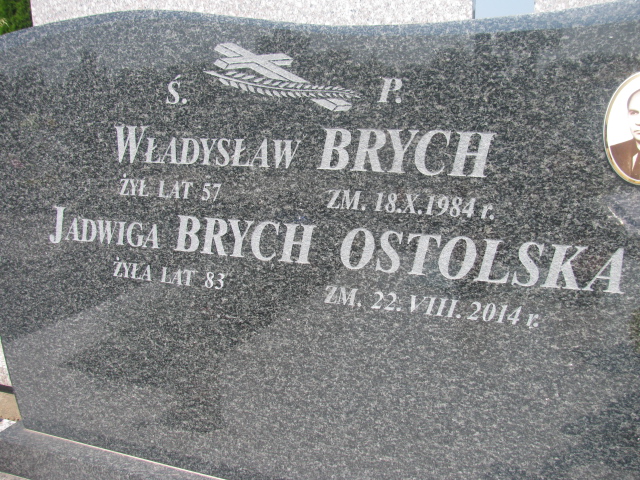 Ś. P.
WŁADYSŁAW BRYCH
ŻYŁ LAT 57 ZM. 18.X.1984 r.
JADWIGA BRYCH OSTOLSKA
ŻYŁA LAT 83 ZM. 22. VIII. 2014 r.